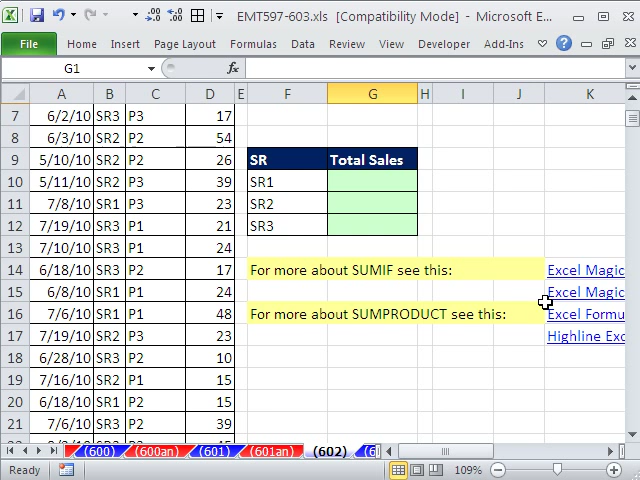 EMT597-603.xls [Compatibility Mode] - Microsoft E...
File Home Insert Formulas Data Review View Developer Add-Ins
G1 fx
A B C D E F G H I J K
7 6/2/10 SR3 P3 17
8 6/3/10 SR2 P2 54
9 5/10/10 SR2 P2 26 SR Total Sales
10 5/11/10 SR2 P3 39 SR1
11 7/8/10 SR1 P3 23 SR2
12 7/19/10 SR3 P1 21 SR3
13 7/10/10 SR3 P1 24
14 6/18/10 SR3 P2 17 For more about SUMIF see this: Excel Magic
15 6/8/10 SR1 P1 24 Excel Magic
16 7/6/10 SR1 P1 48 For more about SUMPRODUCT see this: Excel Formu
17 7/19/10 SR2 P3 23 Highline Exc
18 6/28/10 SR3 P2 10
19 7/16/10 SR2 P1 15
20 6/18/10 SR1 P2 15
21 7/6/10 SR3 P2 39
(600) (600an) (601) (601an) (602) (6
Ready 109%